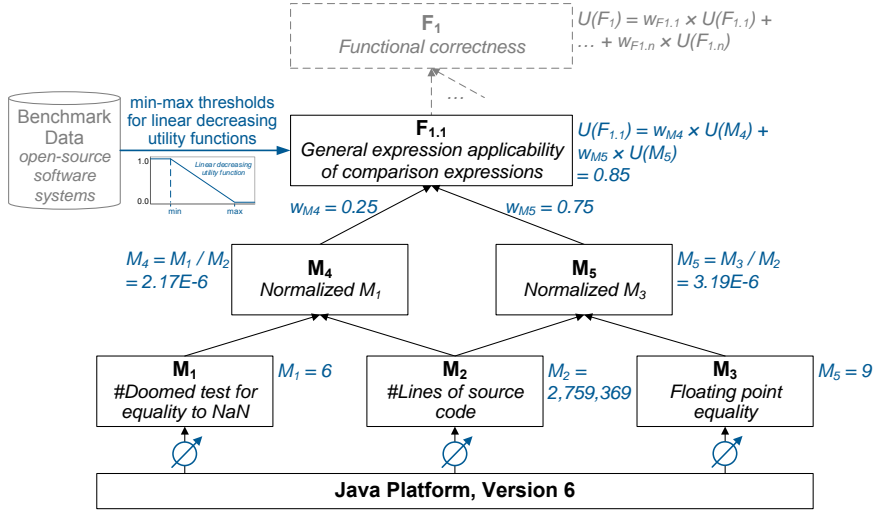 F1
Functional correctness
U(F1) = wF1.1 × U(F1.1) +
… + wF1.n × U(F1.n)
...
Benchmark
Data
open-source
software
systems
min-max thresholds
for linear decreasing
utility functions
1.0
Linear decreasing
utility function
0.0
min
max
F1.1
General expression applicability
of comparison expressions
U(F1.1) = wM4 × U(M4) +
wM5 × U(M5)
= 0.85
wM4 = 0.25
wM5 = 0.75
M4 = M1 / M2
= 2.17E-6
M4
Normalized M1
M5
Normalized M3
M5 = M3 / M2
= 3.19E-6
M1
#Doomed test for
equality to NaN
M1 = 6
M2
#Lines of source
code
M2 =
2,759,369
M3
Floating point
equality
M5 = 9
Java Platform, Version 6